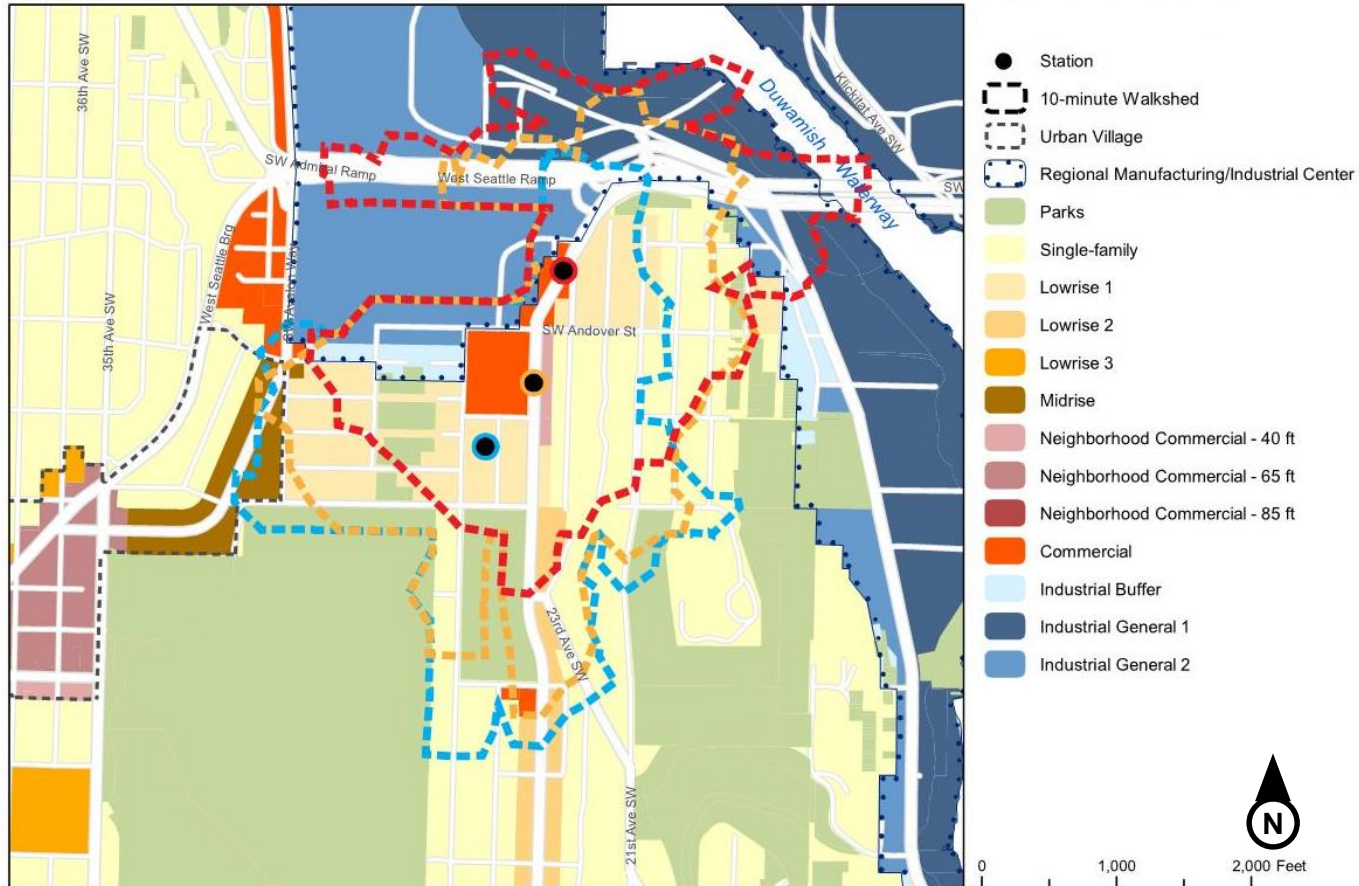 36th Ave SW
35th Ave SW
SW Admiral Ramp
West Seattle Ramp
West Seattle Brg
SW Avalon Way
SW Andover St
23rd Ave SW
21st Ave SW
Duwamish
Waterway
Klickitat Ave SW
SW
Station
10-minute Walkshed
Urban Village
Regional Manufacturing/Industrial Center
Parks
Single-family
Lowrise 1
Lowrise 2
Lowrise 3
Midrise
Neighborhood Commercial - 40 ft
Neighborhood Commercial - 65 ft
Neighborhood Commercial - 85 ft
Commercial
Industrial Buffer
Industrial General 1
Industrial General 2
N
0 1,000 2,000 Feet